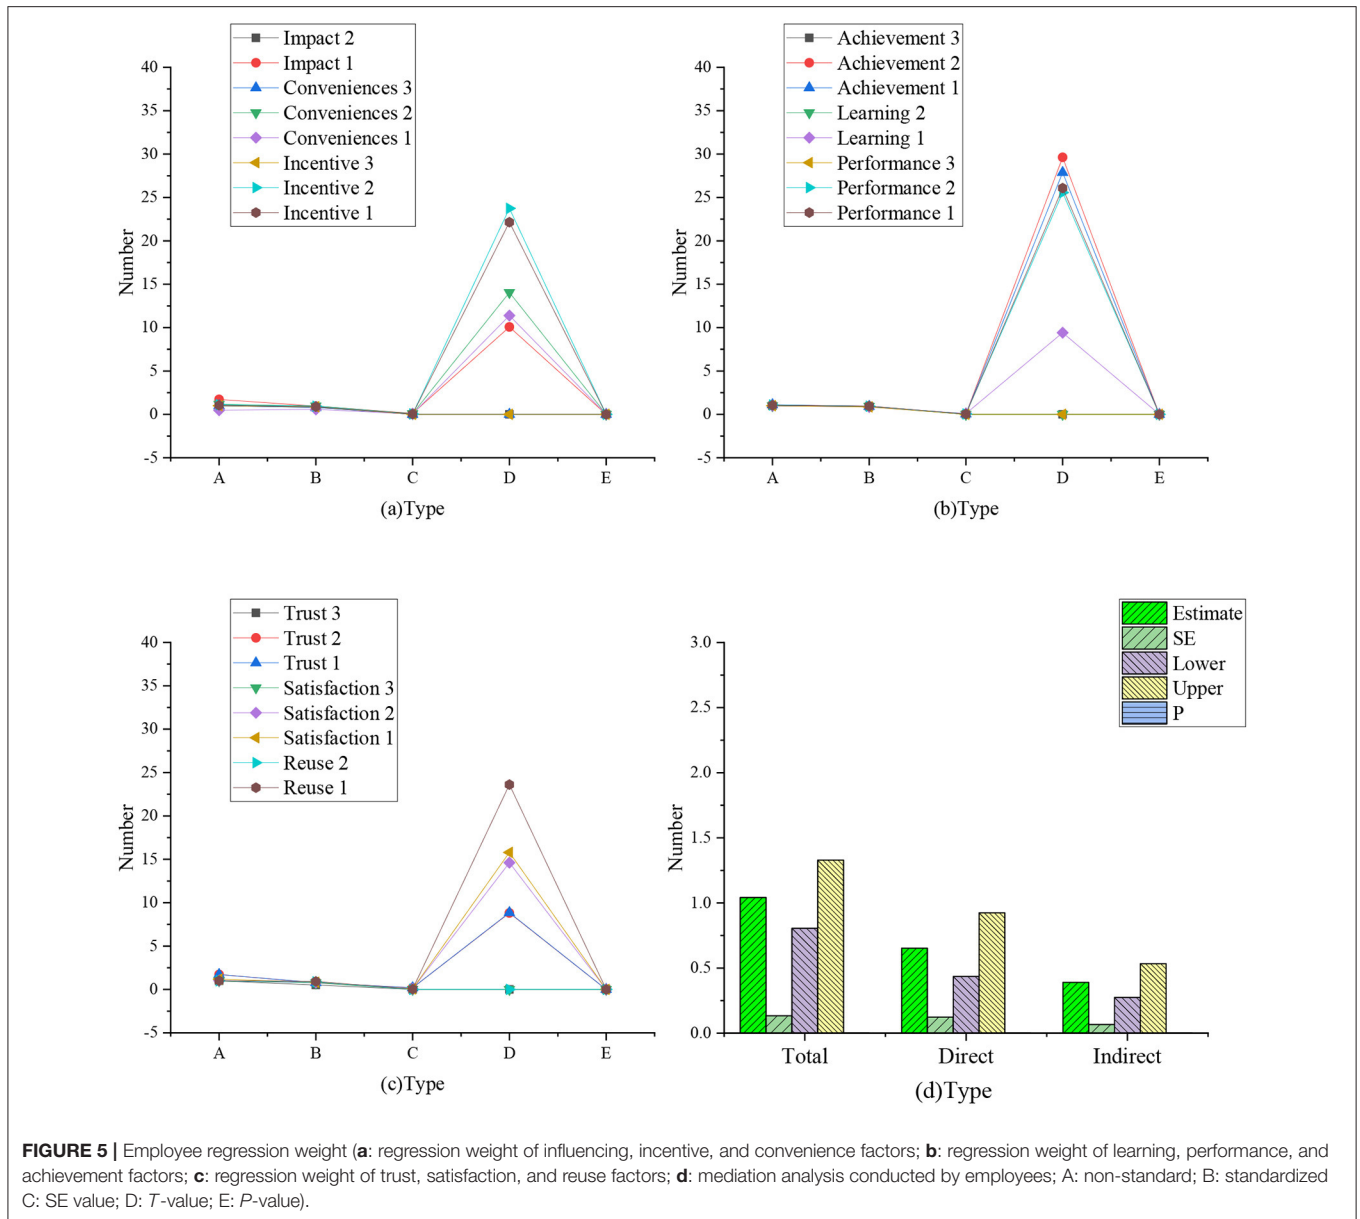 Impact 2
Impact 1
Conveniences 3
Conveniences 2
Conveniences 1
Incentive 3
Incentive 2
Incentive 1
40
35
30
25
20
15
10
5
0
-5
Number
A B C D E
(a)Type
Achievement 3
Achievement 2
Achievement 1
Learning 2
Learning 1
Performance 3
Performance 2
Performance 1
40
35
30
25
20
15
10
5
0
-5
Number
A B C D E
(b)Type
Trust 3
Trust 2
Trust 1
Satisfaction 3
Satisfaction 2
Satisfaction 1
Reuse 2
Reuse 1
40
35
30
25
20
15
10
5
0
-5
Number
A B C D E
(c)Type
Estimate
SE
Lower
Upper
P
3.0
2.5
2.0
1.5
1.0
0.5
0.0
Number
Total Direct Indirect
(d)Type
FIGURE 5 | Employee regression weight (a: regression weight of influencing, incentive, and convenience factors; b: regression weight of learning, performance, and
achievement factors; c: regression weight of trust, satisfaction, and reuse factors; d: mediation analysis conducted by employees; A: non-standard; B: standardized
C: SE value; D: T-value; E: P-value).